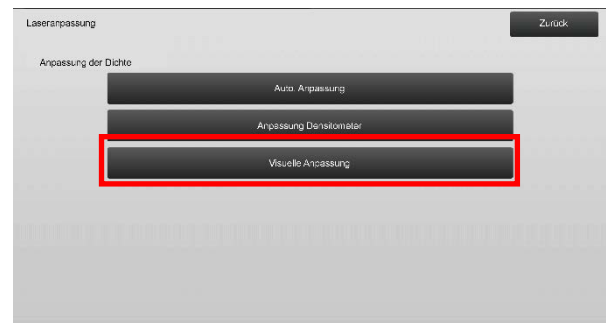 Laseranpassung
Zurück
Anpassung der Dichte
Auto. Anpassung
Anpassung Densitometer
Visuelle Anpassung